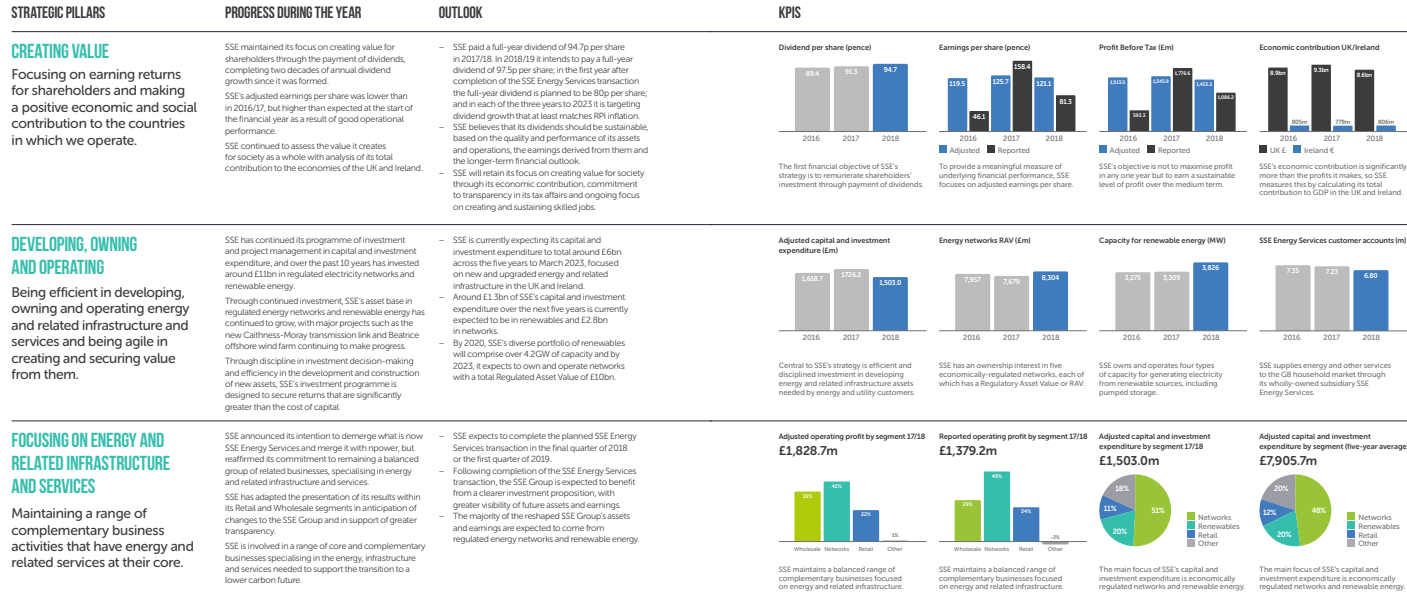 STRATEGIC PILLARS
PROGRESS DURING THE YEAR
OUTLOOK
KPIS
CREATING VALUE
Focusing on earning returns
for shareholders and making
a positive economic and social
contribution to the countries
in which we operate.
SSE maintained its focus on creating value for
shareholders through the payment of dividends,
completing two decades of annual dividend
growth since it was formed.
SSE's adjusted earnings per share was lower than
in 2016/17, but higher than expected at the start of
the financial year as a result of good operational
performance.
SSE continued to assess the value it creates
for society as a whole with analysis of its total
contribution to the economies of the UK and Ireland.
– SSE paid a full-year dividend of 94.7p per share
in 2017/18. In 2018/19 it intends to pay a full-year
dividend of 97.5p per share; in the first year after
completion of the SSE Energy Services transaction
the full-year dividend is planned to be 80p per share;
and in each of the three years to 2023 it is targeting
dividend growth that at least matches RPI inflation.
– SSE believes that its dividends should be sustainable,
based on the quality and performance of its assets
and operations, the earnings derived from them and
the longer-term financial outlook.
– SSE will retain its focus on creating value for society
through its economic contribution, commitment
to transparency in its tax affairs and ongoing focus
on creating and sustaining skilled jobs.
Dividend per share (pence)
89.4 91.3 94.7
2016 2017 2018
The first financial objective of SSE's
strategy is to remunerate shareholders'
investment through payment of dividends.
Earnings per share (pence)
119.5 46.1 125.7 158.4 121.1 81.3
2016 2017 2018
Adjusted Reported
To provide a meaningful measure of
underlying financial performance, SSE
focuses on adjusted earnings per share.
Profit Before Tax (£m)
1,513.5 593.3 1,545.9 1,776.6 1,453.2 1,086.2
2016 2017 2018
Adjusted Reported
SSE's objective is not to maximise profit
in any one year but to earn a sustainable
level of profit over the medium term.
Economic contribution UK/Ireland
8.9bn 805m 9.3bn 779m 8.6bn 806m
2016 2017 2018
UK £ Ireland €
SSE's economic contribution is significantly
more than the profits it makes, so SSE
measures this by calculating its total
contribution to GDP in the UK and Ireland.
DEVELOPING, OWNING
AND OPERATING
Being efficient in developing,
owning and operating energy
and related infrastructure and
services and being agile in
creating and securing value
from them.
SSE has continued its programme of investment
and project management in capital and investment
expenditure, and over the past 10 years has invested
around £11bn in regulated electricity networks and
renewable energy.
Through continued investment, SSE's asset base in
regulated energy networks and renewable energy has
continued to grow, with major projects such as the
new Caithness-Moray transmission link and Beatrice
offshore wind farm continuing to make progress.
Through discipline in investment decision-making
and efficiency in the development and construction
of new assets, SSE's investment programme is
designed to secure returns that are significantly
greater than the cost of capital.
– SSE is currently expecting its capital and
investment expenditure to total around £6bn
across the five years to March 2023, focused
on new and upgraded energy and related
infrastructure in the UK and Ireland.
– Around £1.3bn of SSE's capital and investment
expenditure over the next five years is currently
expected to be in renewables and £2.8bn
in networks.
– By 2020, SSE's diverse portfolio of renewables
will comprise over 4.2GW of capacity and by
2023, it expects to own and operate networks
with a total Regulated Asset Value of £10bn.
Adjusted capital and investment
expenditure (£m)
1,618.7 1726.2 1,503.0
2016 2017 2018
Central to SSE's strategy is efficient and
disciplined investment in developing
energy and related infrastructure assets
needed by energy and utility customers.
Energy networks RAV (£m)
7,957 7,679 8,304
2016 2017 2018
SSE has an ownership interest in five
economically-regulated networks, each of
which has a Regulatory Asset Value or RAV.
Capacity for renewable energy (MW)
3,275 3,309 3,826
2016 2017 2018
SSE owns and operates four types
of capacity for generating electricity
from renewable sources, including
pumped storage.
SSE Energy Services customer accounts (m)
7.35 7.23 6.80
2016 2017 2018
SSE supplies energy and other services
to the GB household market through
its wholly-owned subsidiary SSE
Energy Services.
FOCUSING ON ENERGY AND
RELATED INFRASTRUCTURE
AND SERVICES
Maintaining a range of
complementary business
activities that have energy and
related services at their core.
SSE announced its intention to demerge what is now
SSE Energy Services and merge it with npower, but
reaffirmed its commitment to remaining a balanced
group of related businesses, specialising in energy
and related infrastructure and services.
SSE has adapted the presentation of its results within
its Retail and Wholesale segments in anticipation of
changes to the SSE Group and in support of greater
transparency.
SSE is involved in a range of core and complementary
businesses specialising in the energy, infrastructure
and services needed to support the transition to a
lower carbon future.
– SSE expects to complete the planned SSE Energy
Services transaction in the final quarter of 2018
or the first quarter of 2019.
– Following completion of the SSE Energy Services
transaction, the SSE Group is expected to benefit
from a clearer investment proposition, with
greater visibility of future assets and earnings.
– The majority of the reshaped SSE Group's assets
and earnings are expected to come from
regulated energy networks and renewable energy.
Adjusted operating profit by segment 17/18
£1,828.7m
35% 42% 22% 1%
Wholesale Networks Retail Other
SSE maintains a balanced range of
complementary businesses focused
on energy and related infrastructure.
Reported operating profit by segment 17/18
£1,379.2m
29% 49% 24% -2%
Wholesale Networks Retail Other
SSE maintains a balanced range of
complementary businesses focused
on energy and related infrastructure.
Adjusted capital and investment
expenditure by segment 17/18
£1,503.0m
18% 11% 20% 51%
Networks
Renewables
Retail
Other
The main focus of SSE's capital and
investment expenditure is economically
regulated networks and renewable energy.
Adjusted capital and investment
expenditure by segment (five-year average)
£7,905.7m
20% 12% 20% 48%
Networks
Renewables
Retail
Other
The main focus of SSE's capital and
investment expenditure is economically
regulated networks and renewable energy.